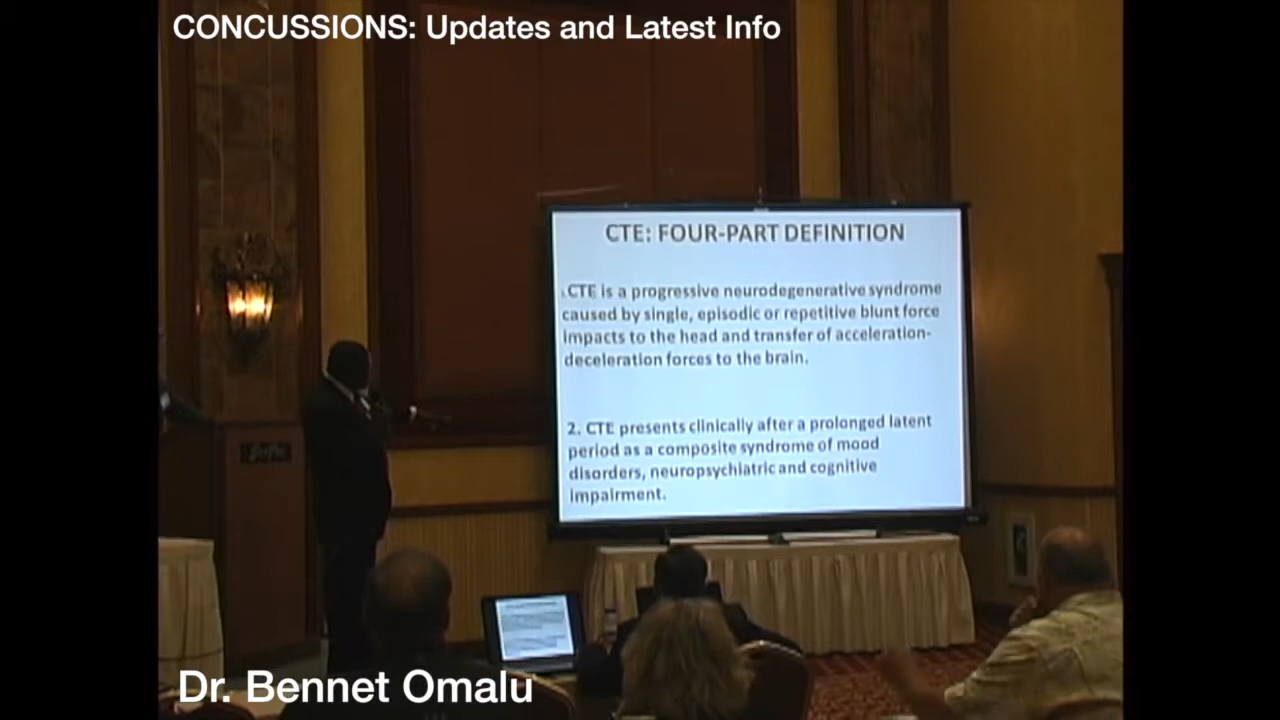 CONCUSSIONS: Updates and Latest Info
CTE: FOUR-PART DEFINITION
.CTE is a progressive neurodegenerative syndrome
caused by single, episodic or repetitive blunt force
impacts to the head and transfer of acceleration-
deceleration forces to the brain.
2. CTE presents clinically after a prolonged latent
period as a composite syndrome of mood
disorders, neuropsychiatric and cognitive
impairment.
Dr. Bennet Omalu